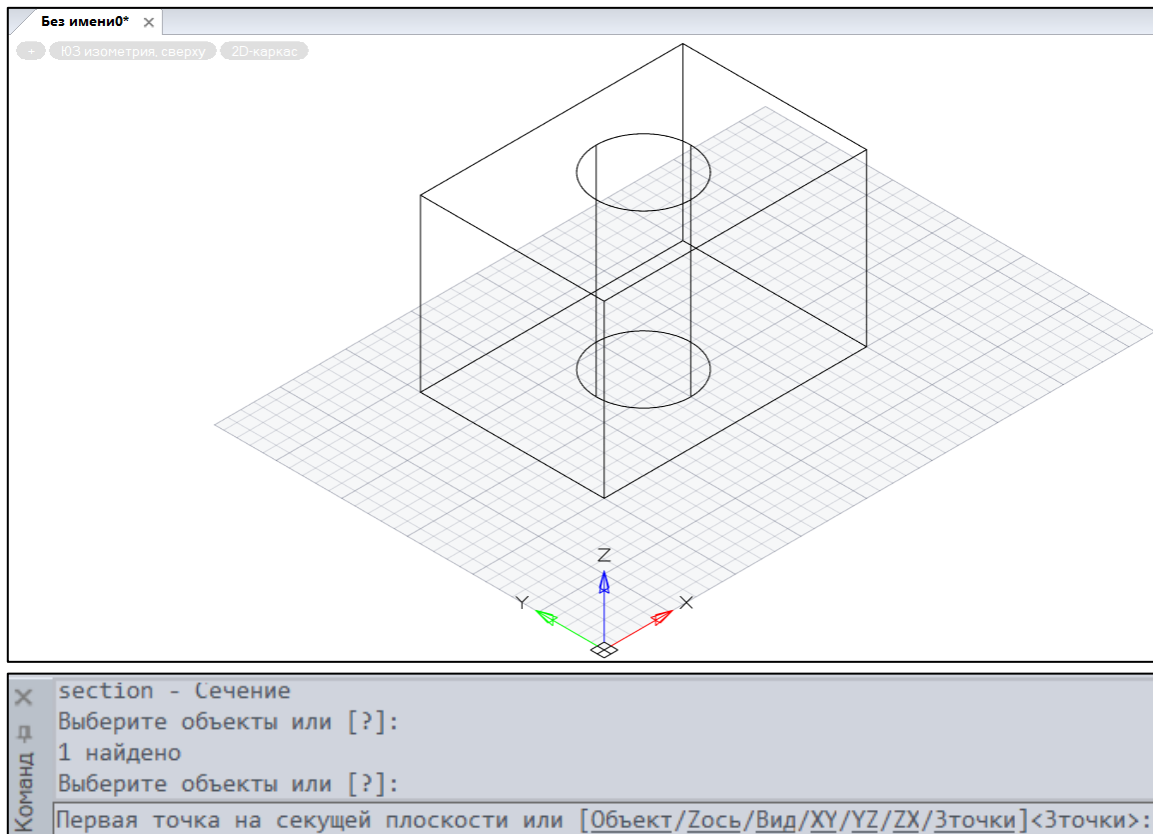 Без имени0*
+ ЮЗ изометрия, сверху 2D-каркас
Z
Y
X
section - Сечение
Выберите объекты или [?]:
1 найдено
Выберите объекты или [?]:
Команд
Первая точка на секущей плоскости или [Объект/Zось/Вид/XY/YZ/ZX/3точки]<3точки>: